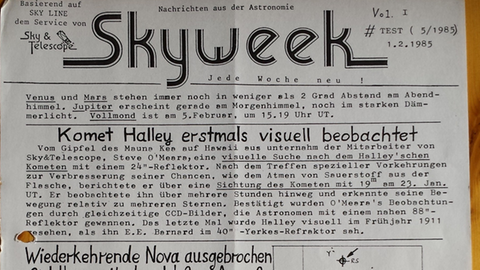 Basierend auf
SKY LINE
dem Service von
Sky &
Telescope
Nachrichten aus der Astronomie
Vol. I
# TEST (5/1985)
1.2.1985
Skyweek
Jede Woche neu !
Venus und Mars stehen immer noch in weniger als 2 Grad Abstand am Abend-
himmel. Jupiter erscheint gerade am Morgenhimmel, noch im starken Däm-
merlicht. Vollmond ist am 5.Februar, um 15.19 Uhr UT.
Komet Halley erstmals visuell beobachtet
Vom Gipfel des Mauna Kea auf Hawaii aus unternahm der Mitarbeiter von
Sky&Telescope, Steve O'Meara, eine visuelle Suche nach dem Halley'schen
Kometen mit einem 24"-Reflektor. Nach dem Treffen spezieller Vorkehrungen
zur Verbesserung seiner Chancen, wie dem Atmen von Sauerstoff aus der
Flasche, berichtete er über eine Sichtung des Kometen mit 19m am 23. Jan.
UT. Er beobachtete ihn über mehrere Stunden hinweg und erkannte seine Be-
wegung relativ zu mehreren Sternen. Bestätigt wurden O'Meara's Beobachtun-
gen durch gleichzeitige CCD-Bilder, die Astronomen mit einem nahen 88"-
Reflektor gewannen. Das letzte Mal wurde Halley visuell im Frühjahr 1911
gesehen, als ihn E.E. Barnard im 40"-Yerkes-Refraktor sah.
Wiederkehrende Nova ausgebrochen